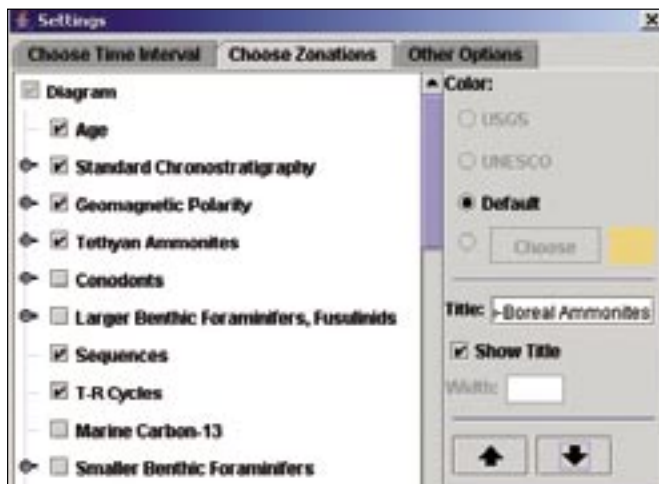 Settings
Choose Time Interval
Choose Zonations
Other Options
Diagram
Age
Standard Chronostratigraphy
Geomagnetic Polarity
Tethyan Ammonites
Conodonts
Larger Benthic Foraminifers, Fusulinids
Sequences
T-R Cycles
Marine Carbon-13
Smaller Benthic Foraminifers
Color:
USGS
UNESCO
Default
Choose
Title: -Boreal Ammonites
Show Title
Width: